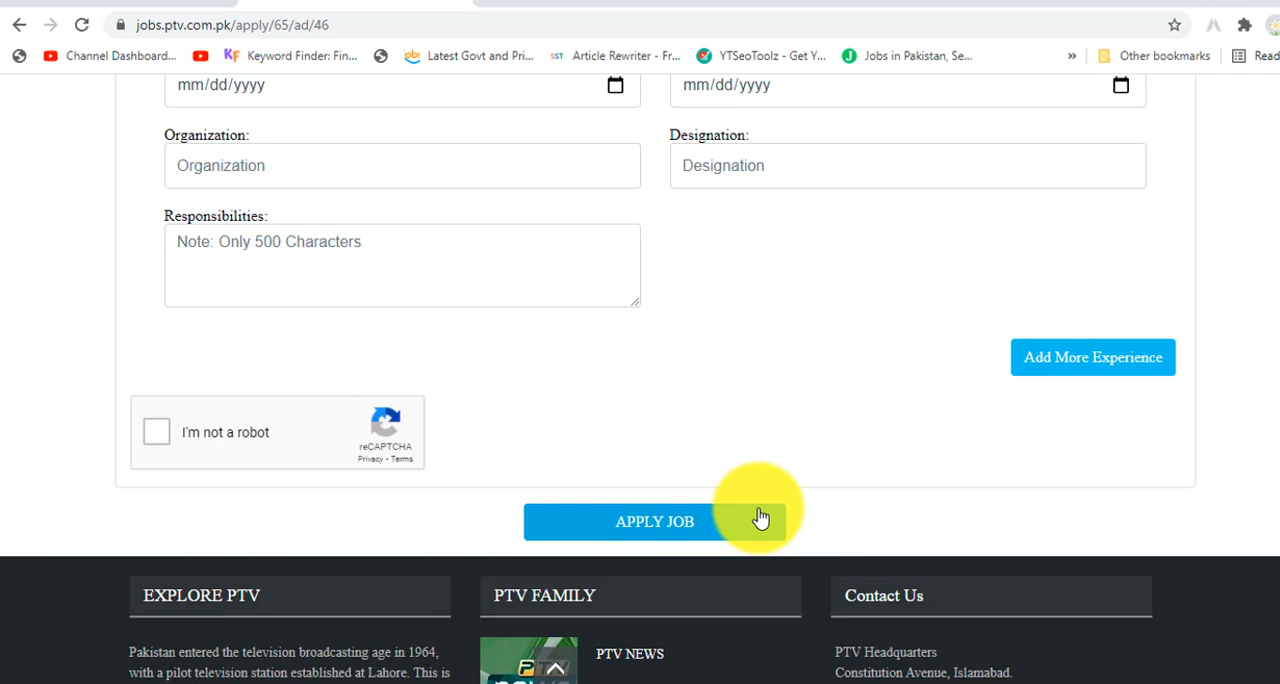 jobs.ptv.com.pk/apply/65/ad/46
Channel Dashboard... Keyword Finder: Fin... Latest Govt and Pri... Article Rewriter - Fr... YTSeoToolz - Get Y... Jobs in Pakistan, Se... » Other bookmarks Read
mm/dd/yyyy mm/dd/yyyy
Organization: Designation:
Organization Designation
Responsibilities:
Note: Only 500 Characters
Add More Experience
I'm not a robot
reCAPTCHA
Privacy - Terms
APPLY JOB
EXPLORE PTV PTV FAMILY Contact Us
Pakistan entered the television broadcasting age in 1964, PTV NEWS PTV Headquarters
with a pilot television station established at Lahore. This is Constitution Avenue, Islamabad.